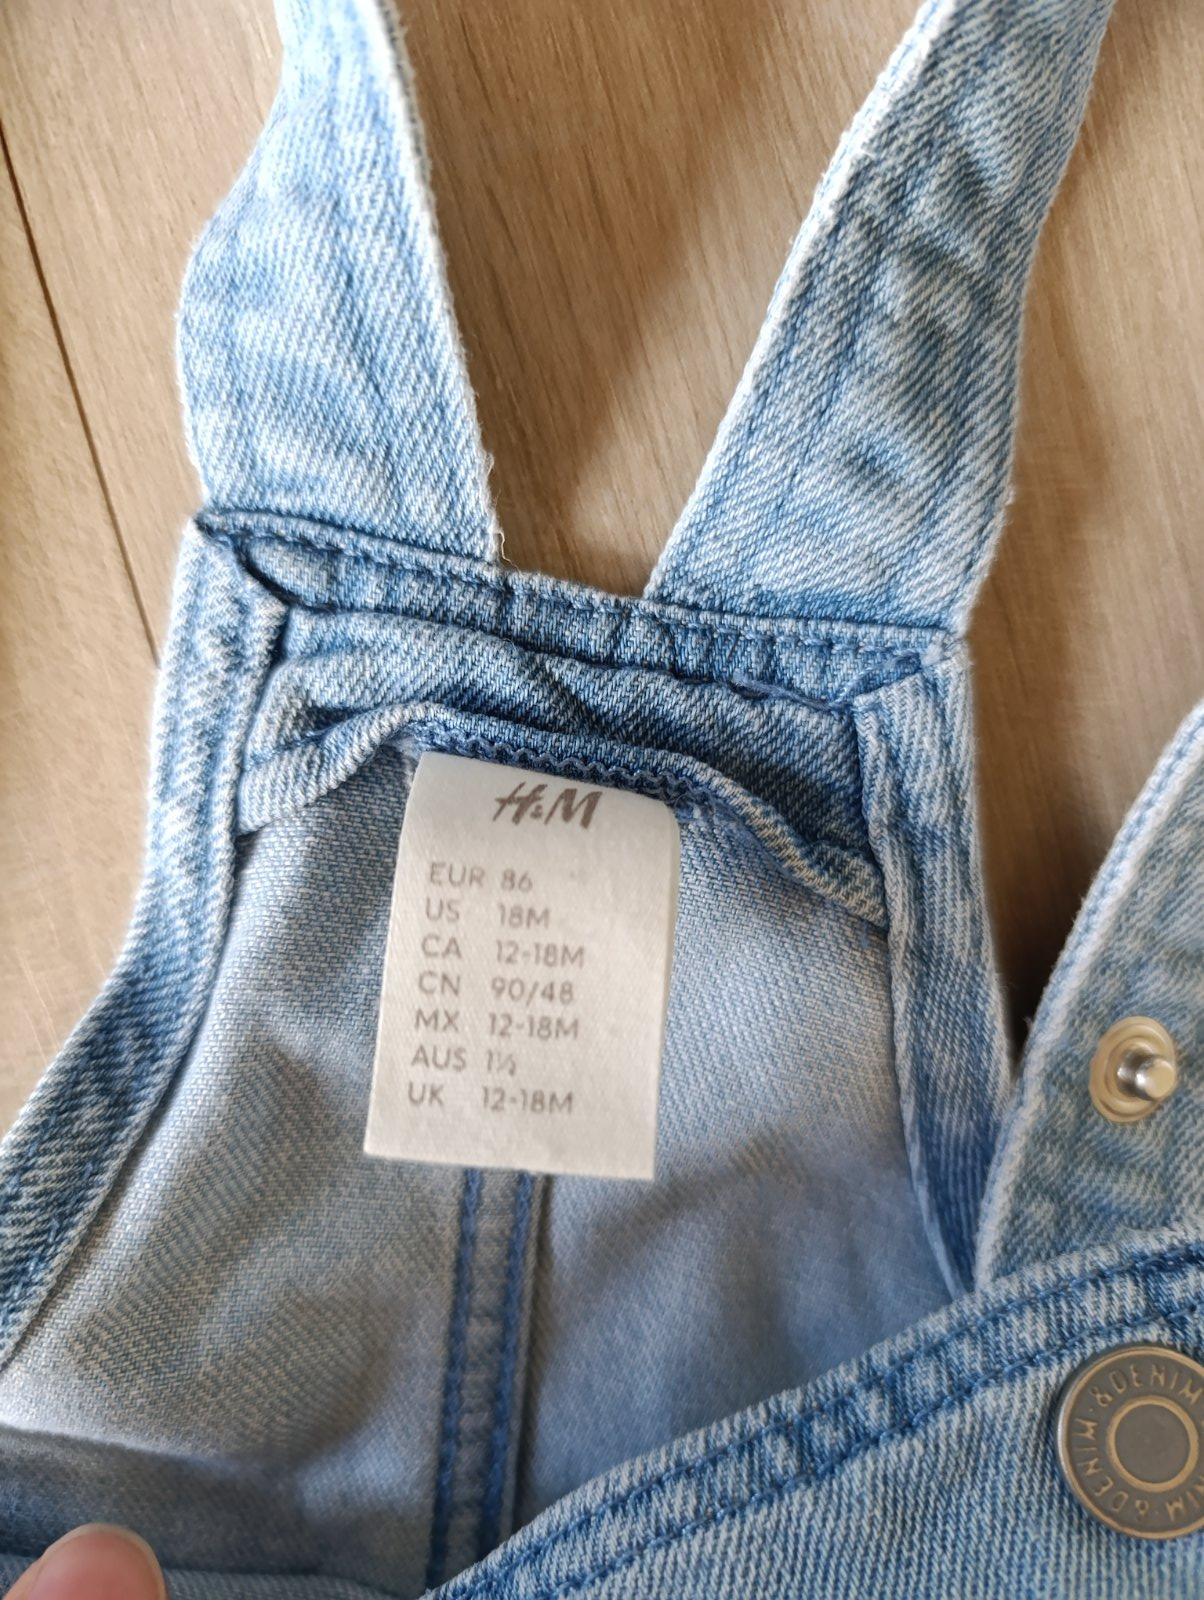 H&M
EUR 86
US 18M
CA 12-18M
CN 90/48
MX 12-18M
AUS 1½
UK 12-18M
&DENIM · &DENIM ·